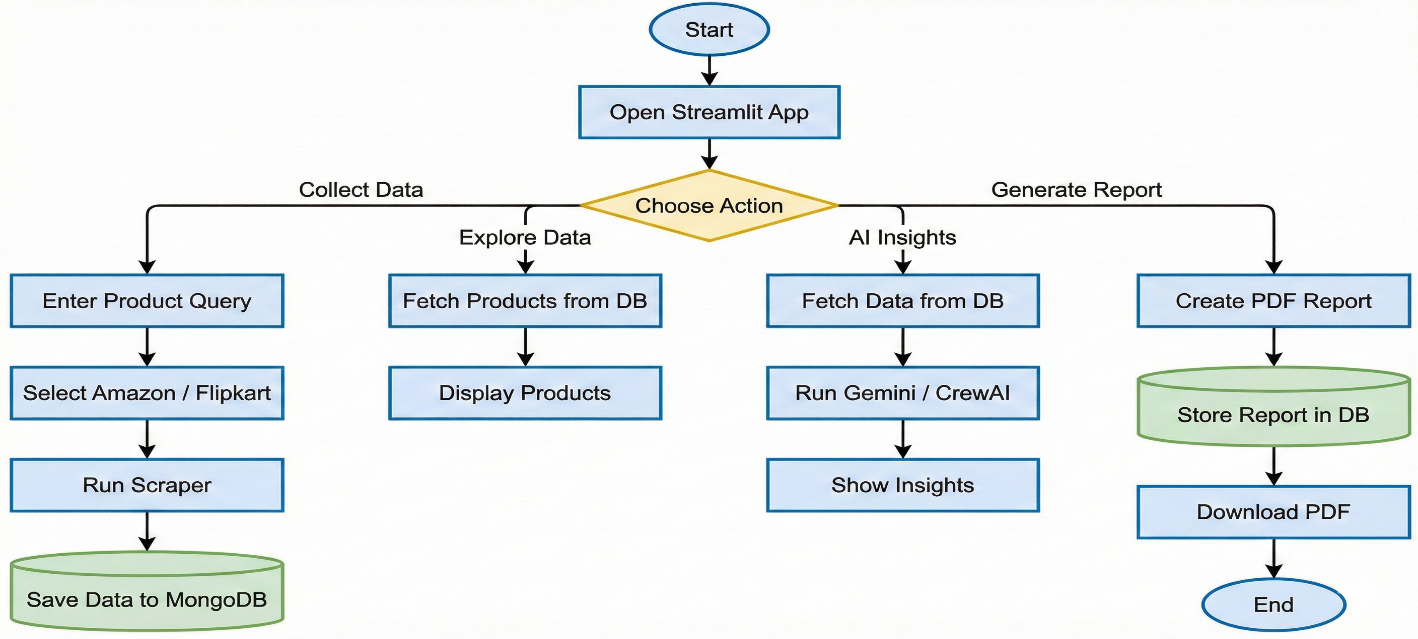 Start
Open Streamlit App
Choose Action
Collect Data
Generate Report
Explore Data
AI Insights
Enter Product Query
Fetch Products from DB
Fetch Data from DB
Create PDF Report
Select Amazon / Flipkart
Display Products
Run Gemini / CrewAI
Store Report in DB
Run Scraper
Show Insights
Download PDF
Save Data to MongoDB
End